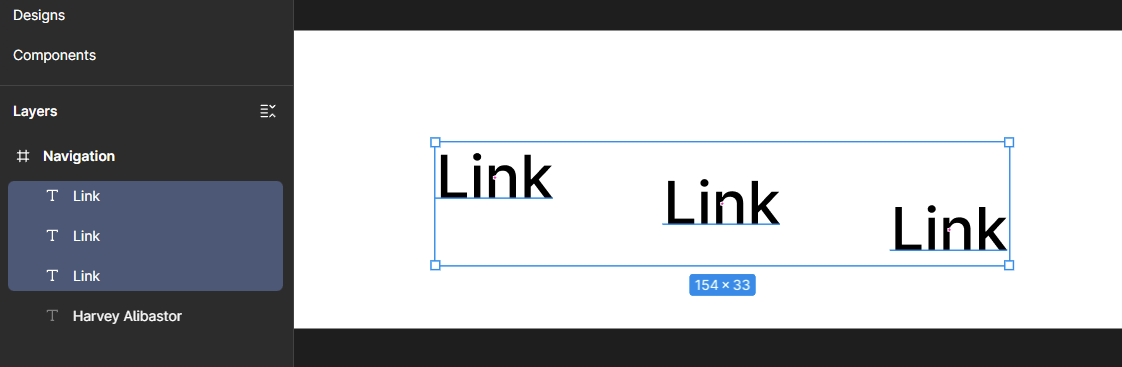 Designs
Components
Layers
Navigation
Link
Link
Link
Harvey Alibastor
Link
Link
Link
154 × 33